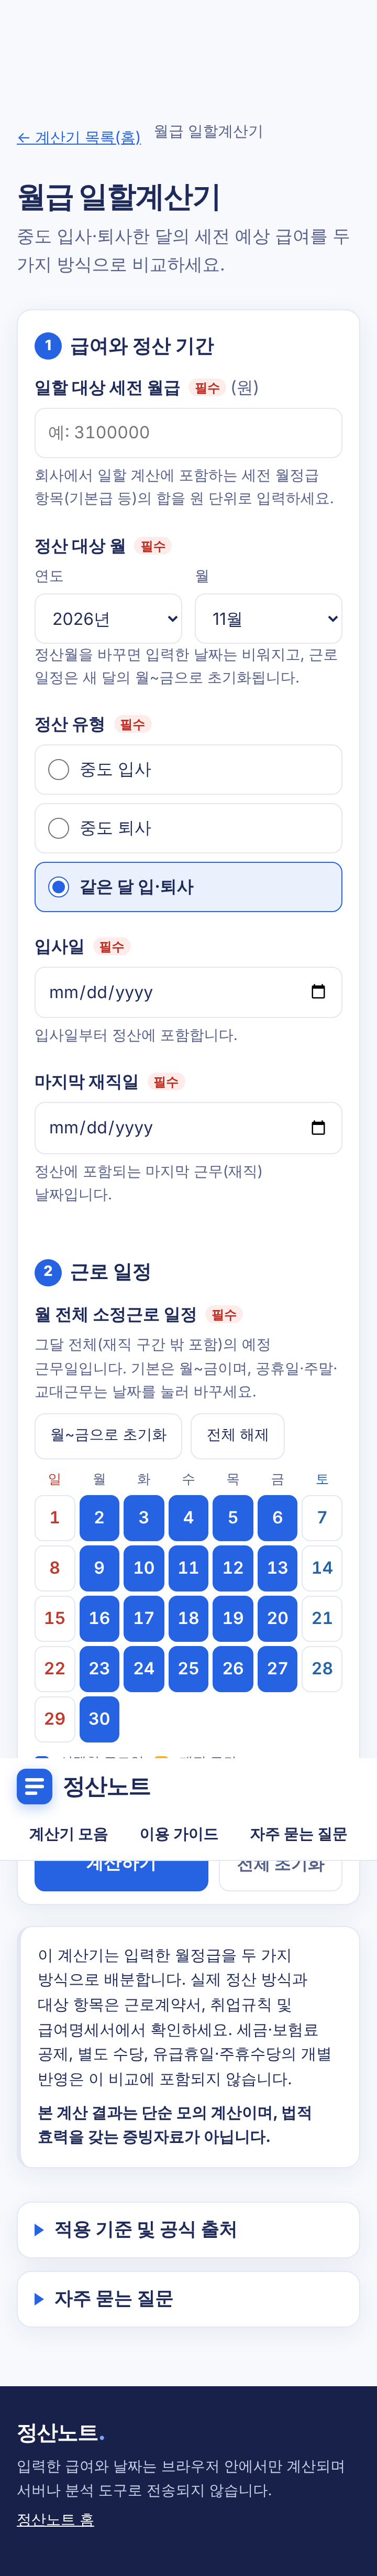 ← 계산기 목록(홈) 월급 일할계산기
월급 일할계산기
중도 입사·퇴사한 달의 세전 예상 급여를 두
가지 방식으로 비교하세요.
1 급여와 정산 기간
일할 대상 세전 월급 필수 (원)
예: 3100000
회사에서 일할 계산에 포함하는 세전 월정급
항목(기본급 등)의 합을 원 단위로 입력하세요.
정산 대상 월 필수
연도 월
2026년 11월
정산월을 바꾸면 입력한 날짜는 비워지고, 근로
일정은 새 달의 월~금으로 초기화됩니다.
정산 유형 필수
중도 입사
중도 퇴사
같은 달 입·퇴사
입사일 필수
mm/dd/yyyy
입사일부터 정산에 포함합니다.
마지막 재직일 필수
mm/dd/yyyy
정산에 포함되는 마지막 근무(재직)
날짜입니다.
2 근로 일정
월 전체 소정근로 일정 필수
그달 전체(재직 구간 밖 포함)의 예정
근무일입니다. 기본은 월~금이며, 공휴일·주말·
교대근무는 날짜를 눌러 바꾸세요.
월~금으로 초기화 전체 해제
일 월 화 수 목 금 토
1 2 3 4 5 6 7
8 9 10 11 12 13 14
15 16 17 18 19 20 21
22 23 24 25 26 27 28
29 30
정산노트
계산기 모음 이용 가이드 자주 묻는 질문
계산하기 전체 초기화
이 계산기는 입력한 월정급을 두 가지
방식으로 배분합니다. 실제 정산 방식과
대상 항목은 근로계약서, 취업규칙 및
급여명세서에서 확인하세요. 세금·보험료
공제, 별도 수당, 유급휴일·주휴수당의 개별
반영은 이 비교에 포함되지 않습니다.
본 계산 결과는 단순 모의 계산이며, 법적
효력을 갖는 증빙자료가 아닙니다.
적용 기준 및 공식 출처
자주 묻는 질문
정산노트.
입력한 급여와 날짜는 브라우저 안에서만 계산되며
서버나 분석 도구로 전송되지 않습니다.
정산노트 홈